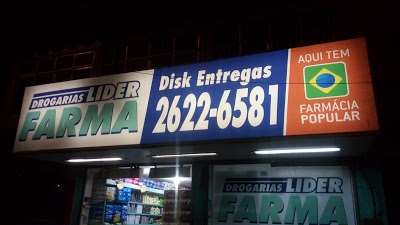 DROGARIAS LIDER
FARMA
Disk Entregas
2622-6581
AQUI TEM
FARMÁCIA
POPULAR
DROGARIAS LIDER
FARMA